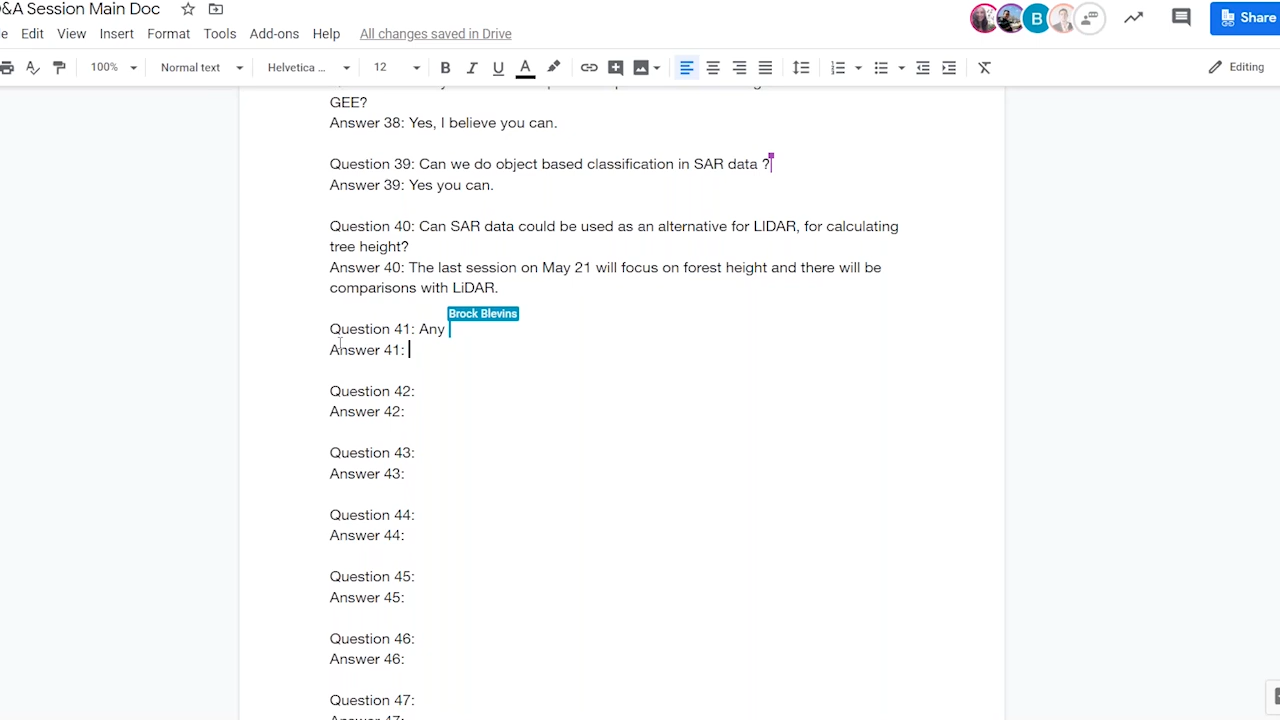 &A Session Main Doc
e Edit View Insert Format Tools Add-ons Help All changes saved in Drive
B
Share
100% Normal text Helvetica ... 12 B I U A Editing
GEE?
Answer 38: Yes, I believe you can.
Question 39: Can we do object based classification in SAR data ?
Answer 39: Yes you can.
Question 40: Can SAR data could be used as an alternative for LIDAR, for calculating
tree height?
Answer 40: The last session on May 21 will focus on forest height and there will be
comparisons with LiDAR.
Brock Blevins
Question 41: Any
Answer 41:
Question 42:
Answer 42:
Question 43:
Answer 43:
Question 44:
Answer 44:
Question 45:
Answer 45:
Question 46:
Answer 46:
Question 47:
Answer 47: